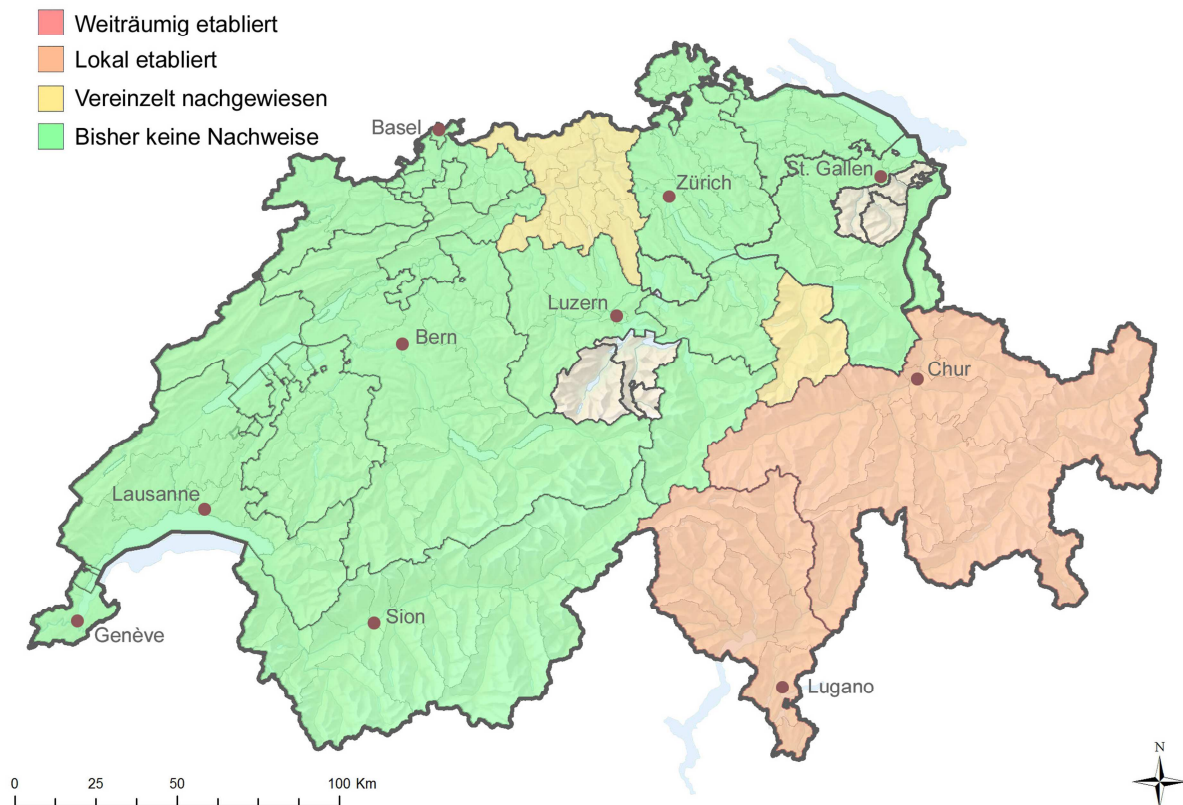 Weiträumig etabliert
Lokal etabliert
Vereinzelt nachgewiesen
Bisher keine Nachweise
Basel
Zürich
St. Gallen
Luzern
Bern
Chur
Lausanne
Sion
Genève
Lugano
N
0 25 50 100 Km